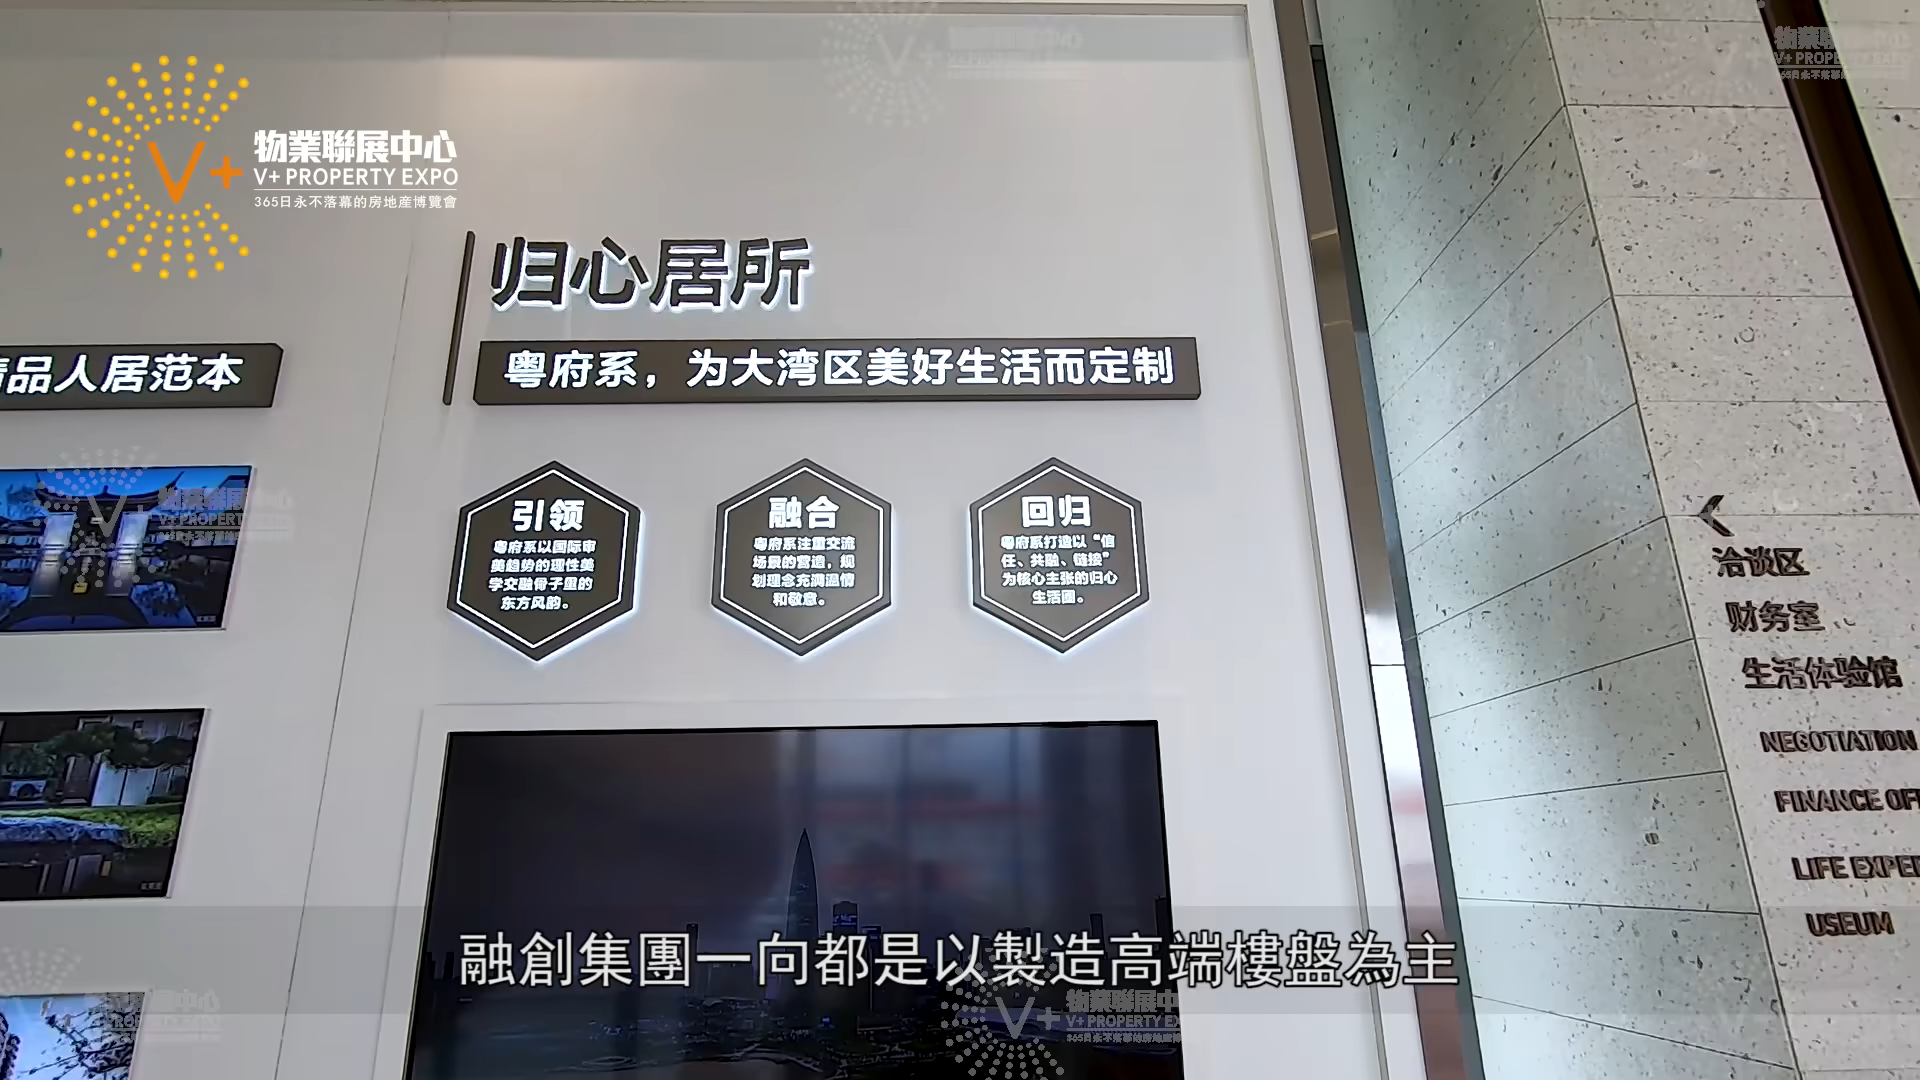 物業聯展中心
V+ PROPERTY EXPO
365日永不落幕的房地產博覽會
品人居范本
归心居所
粤府系，为大湾区美好生活而定制
引领
粤府系以国际审
美趋势的理性美
学交融骨子里的
东方风韵。
融合
粤府系注重交流
场景的营造，规
划理念充满温情
和敬意。
回归
粤府系打造以“信
任、共融、链接”
为核心主张的归心
生活圈。
洽谈区
财务室
生活体验馆
NEGOTIATION
FINANCE OF
LIFE EXPE
USEUM
融創集團一向都是以製造高端樓盤為主